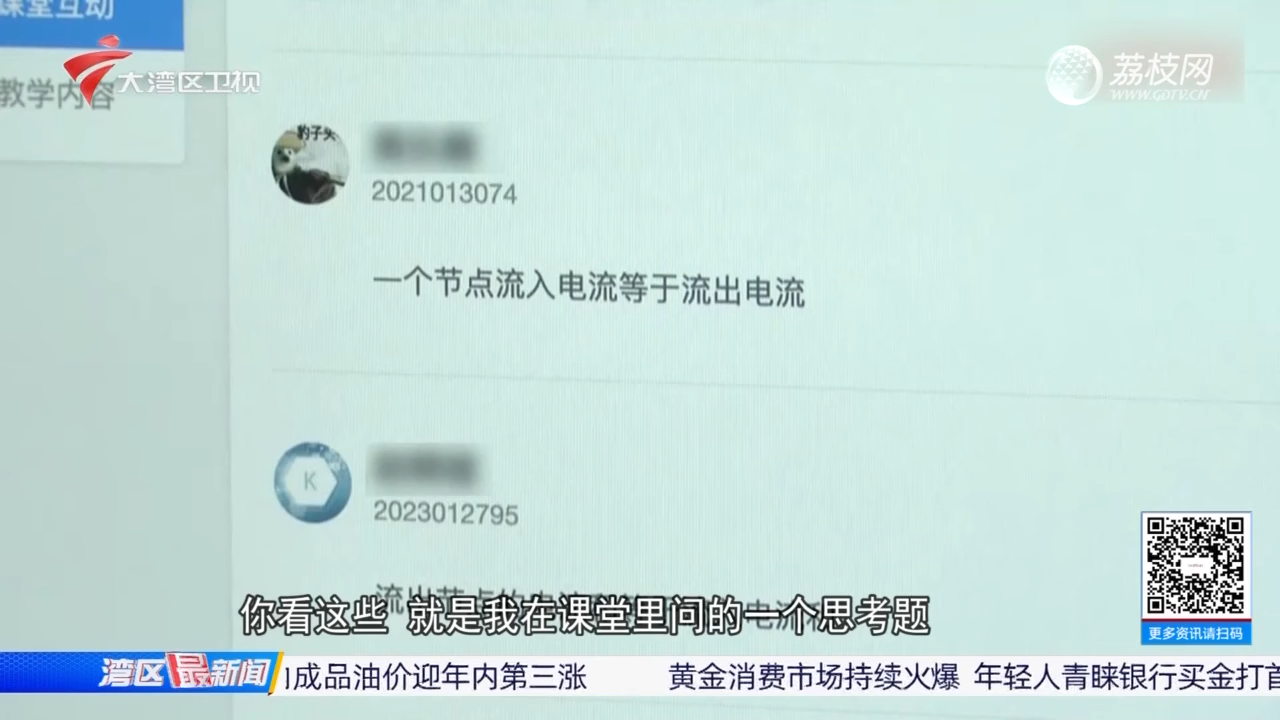 课堂互动
大湾区卫视
教学内容
荔枝网
WWW.GDTV.CN
豹子头
2021013074
一个节点流入电流等于流出电流
K
2023012795
你看这些 就是我在课堂里问的一个思考题
更多资讯请扫码
湾区最新闻
成品油价迎年内第三涨 黄金消费市场持续火爆 年轻人青睐银行买金打首